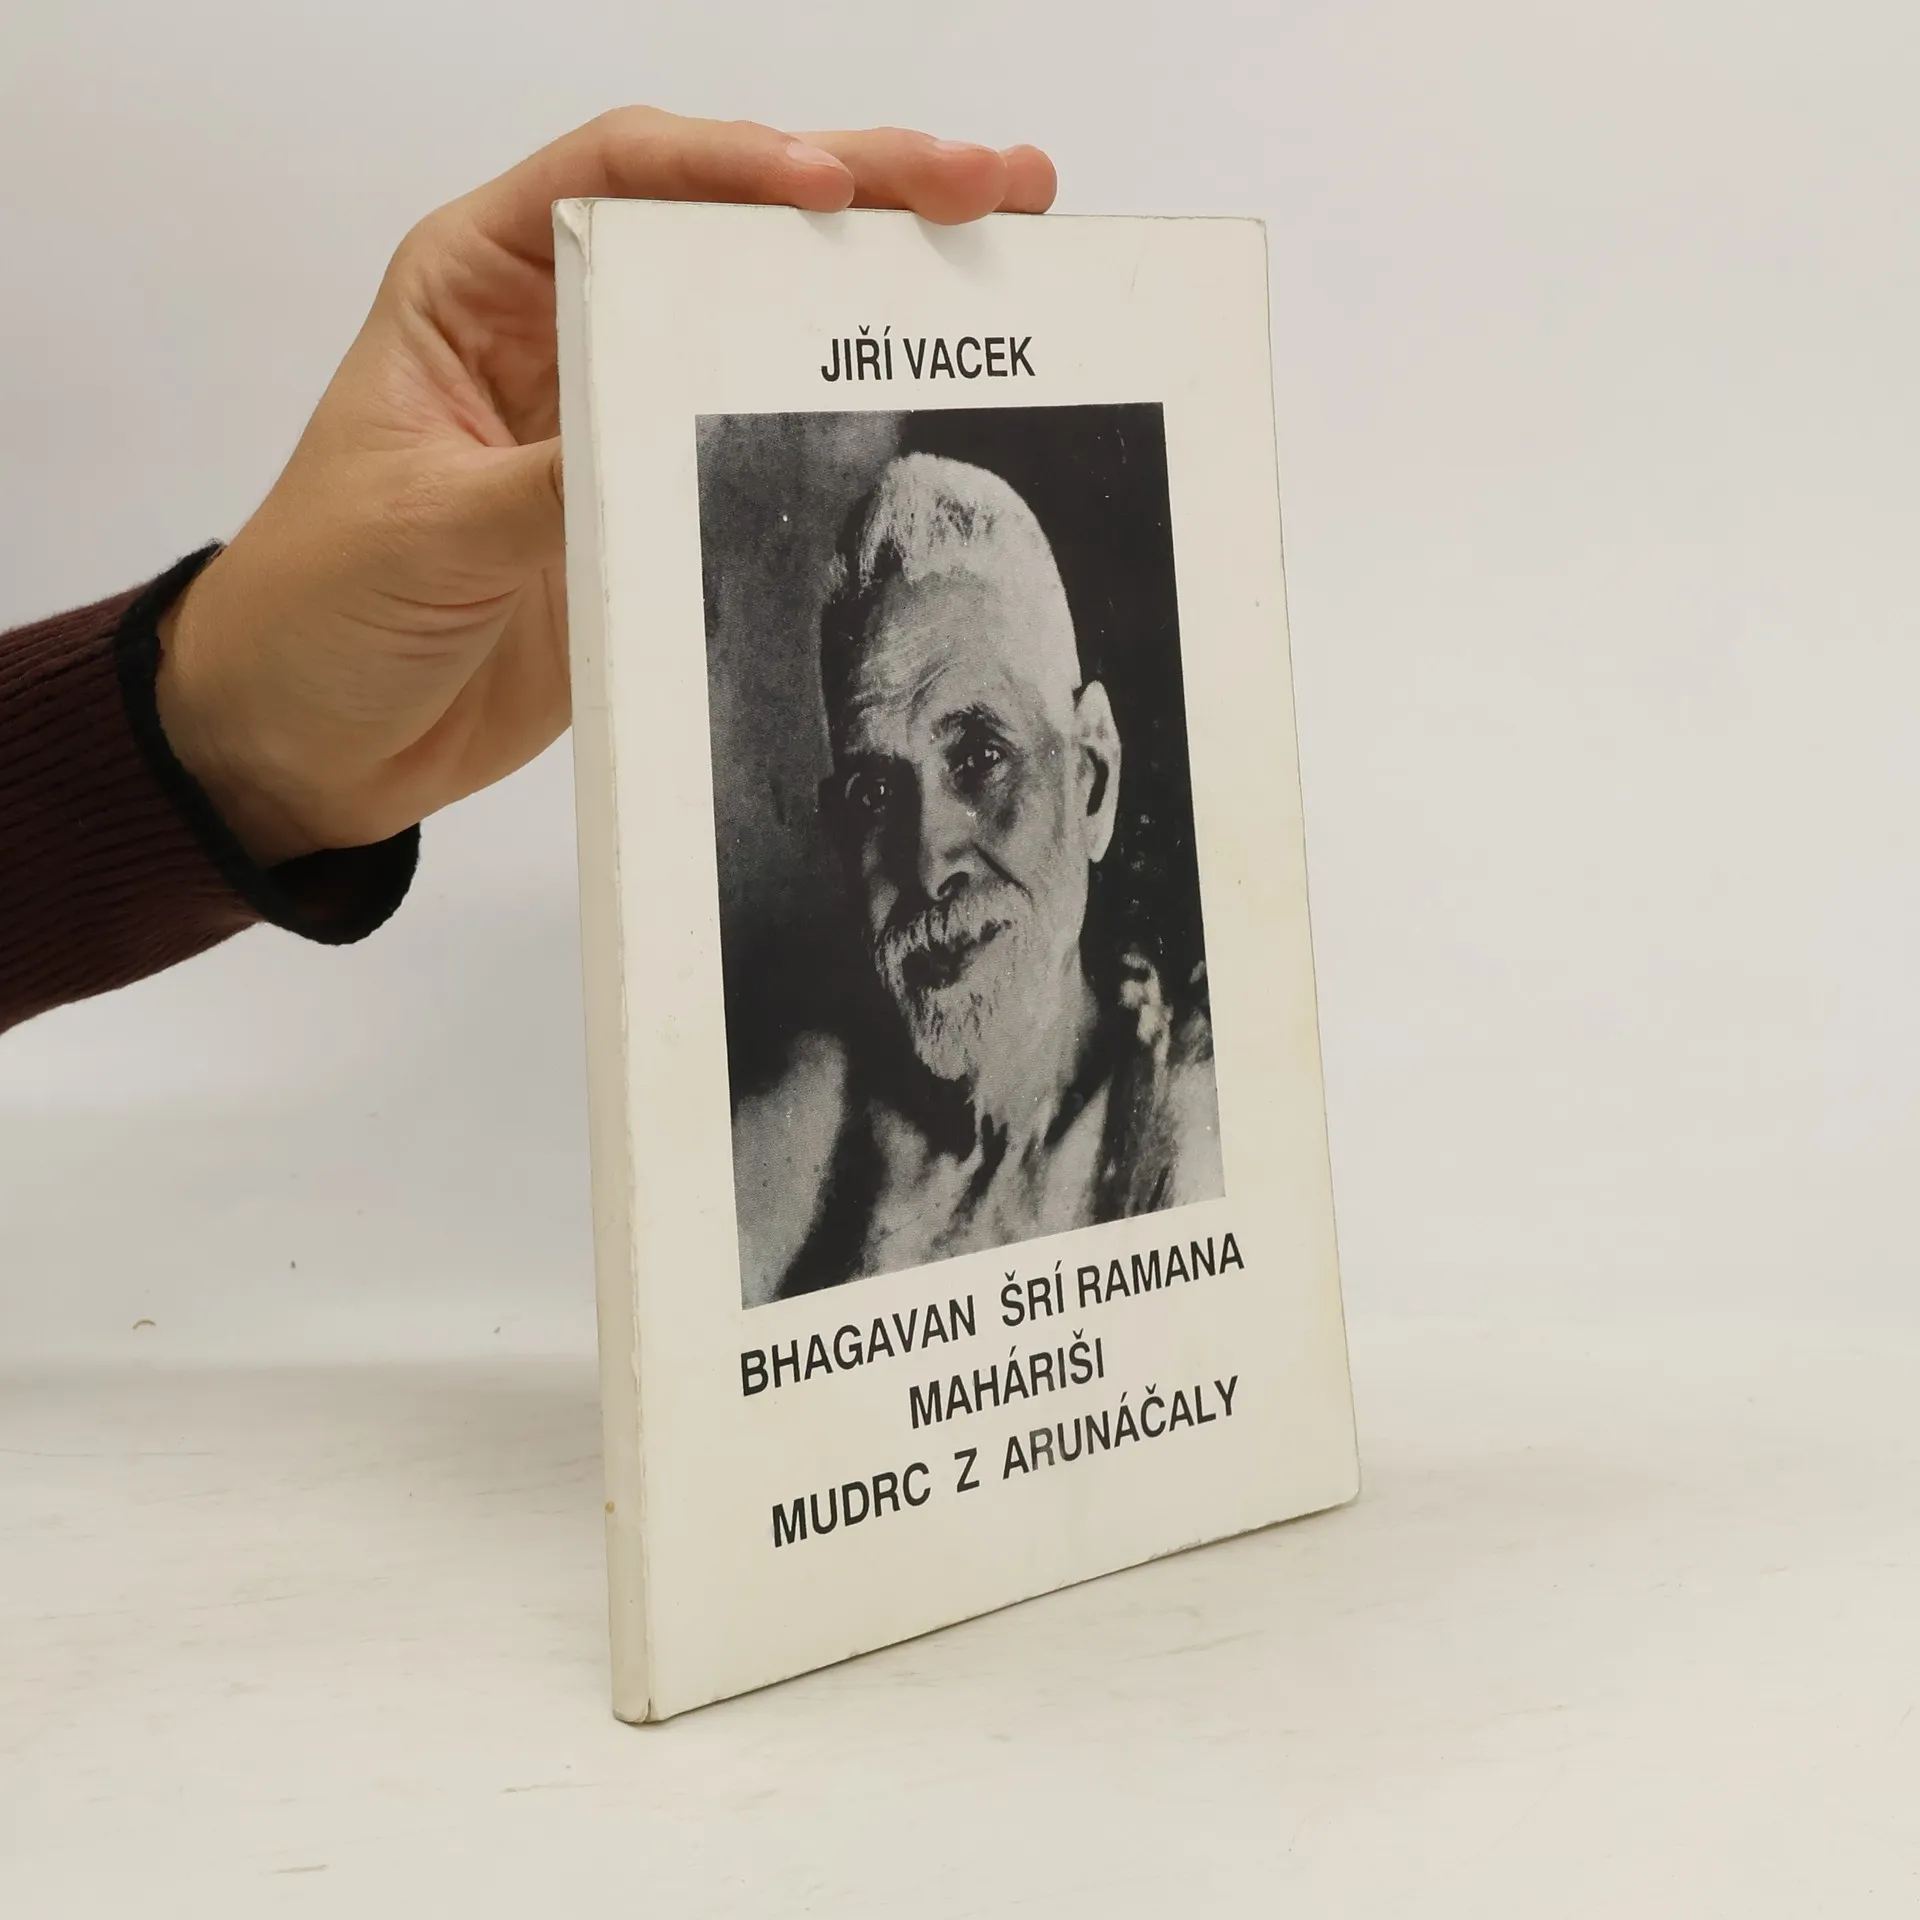 JIŘÍ VACEK
BHAGAVAN ŠRÍ RAMANA
MAHÁRIŠI
MUDRC Z ARUNÁČALY